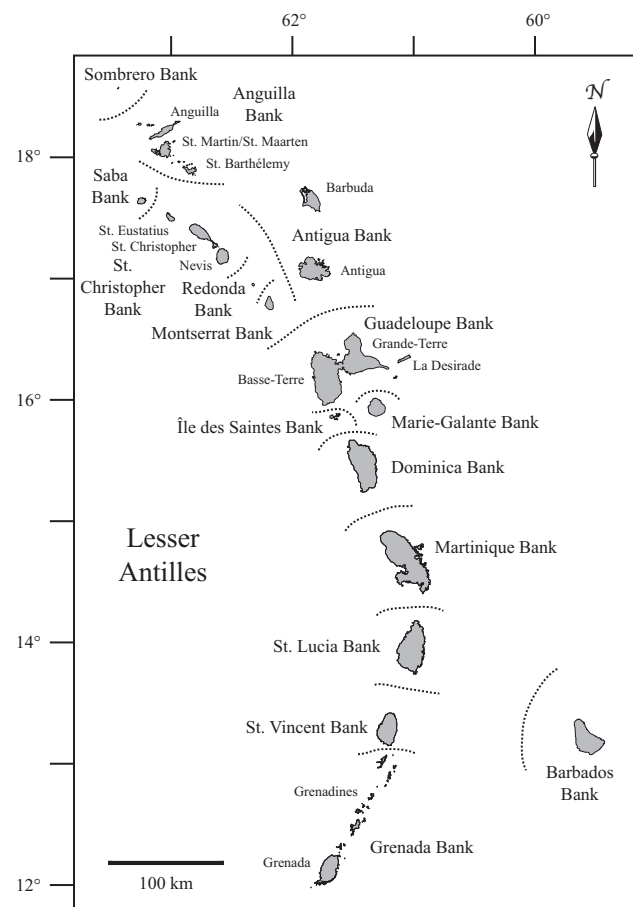 62°
60°
Sombrero Bank
Anguilla
Bank
Anguilla
St. Martin/St. Maarten
18°
St. Barthélemy
Saba
Bank
Barbuda
St. Eustatius
St. Christopher
Antigua Bank
Nevis
Antigua
St.
Christopher
Bank
Redonda
Bank
Montserrat Bank
Guadeloupe Bank
Grande-Terre
La Desirade
Basse-Terre
16°
Île des Saintes Bank
Marie-Galante Bank
Dominica Bank
Lesser
Antilles
Martinique Bank
14°
St. Lucia Bank
St. Vincent Bank
Barbados
Bank
Grenadines
Grenada Bank
Grenada
12°
100 km
N